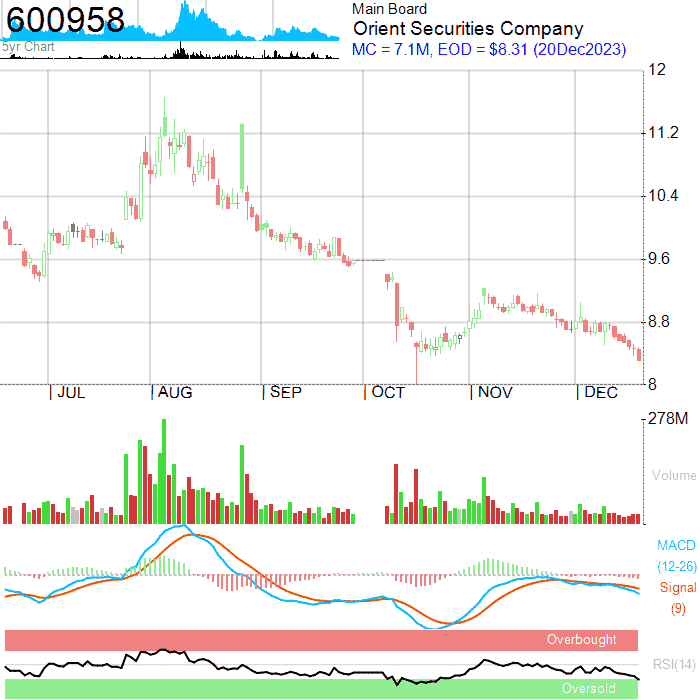 600958
5yr Chart
Main Board
Orient Securities Company
MC = 7.1M, EOD = $8.31 (20Dec2023)
12
11.2
10.4
9.6
8.8
8
JUL AUG SEP OCT NOV DEC
278M
Volume
MACD
(12-26)
Signal
(9)
Overbought
RSI(14)
Oversold